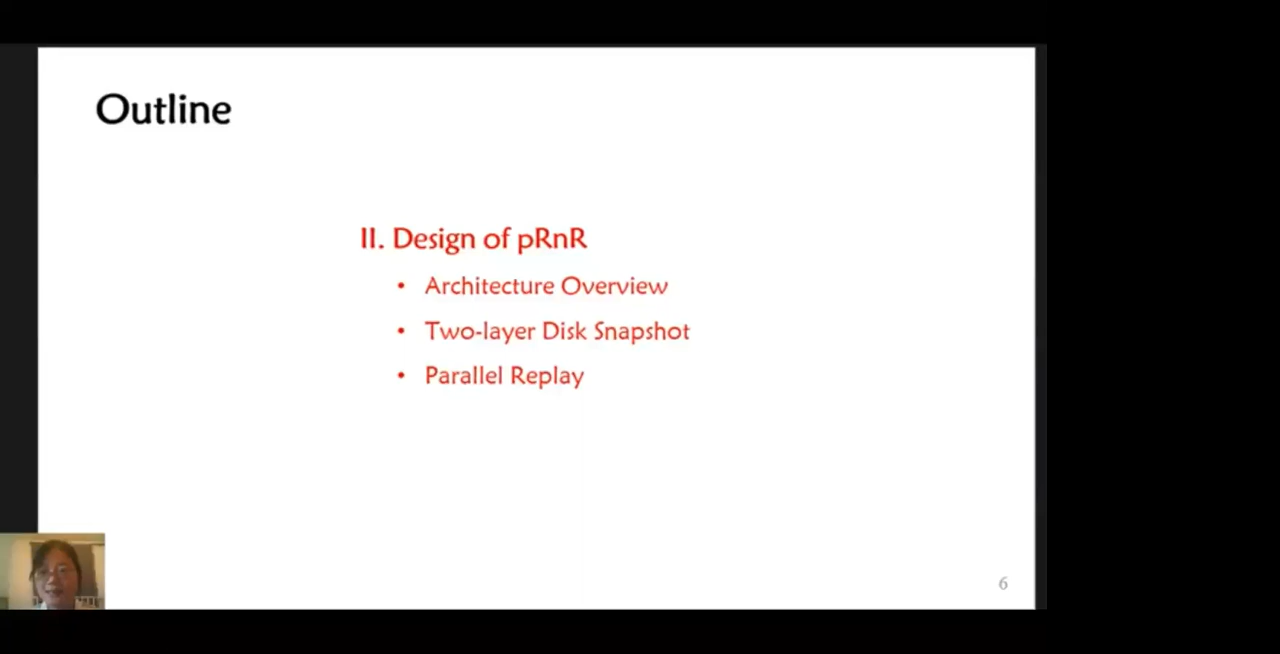 Outline
II. Design of pRnR
• Architecture Overview
• Two-layer Disk Snapshot
• Parallel Replay
6